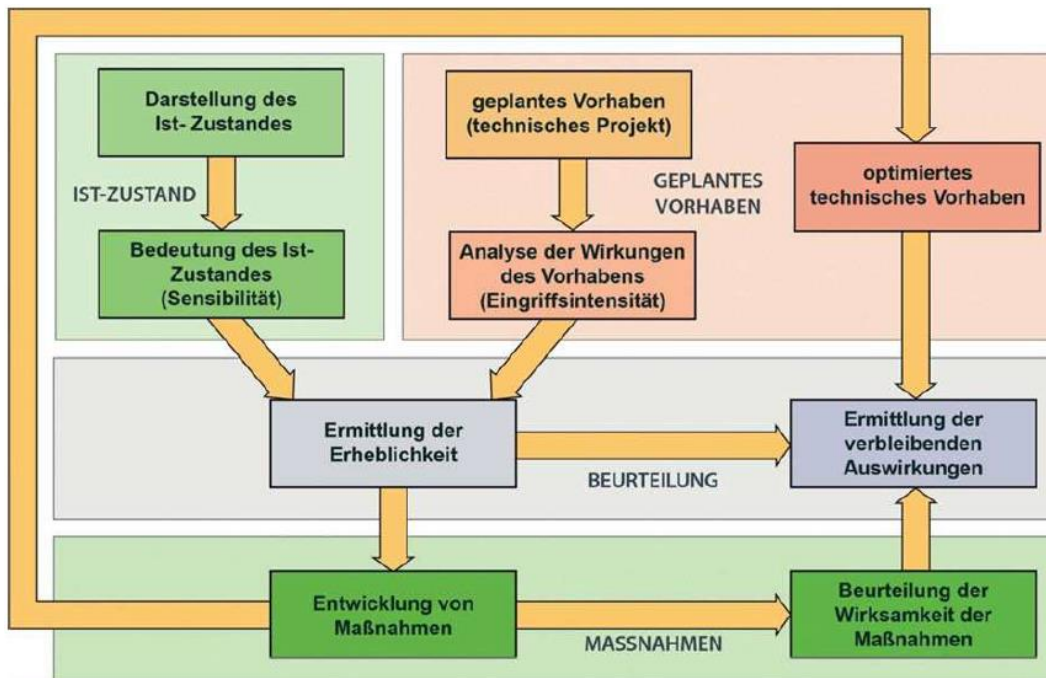 Darstellung des
Ist- Zustandes
geplantes Vorhaben
(technisches Projekt)
IST-ZUSTAND
GEPLANTES
VORHABEN
optimiertes
technisches Vorhaben
Bedeutung des Ist-
Zustandes
(Sensibilität)
Analyse der Wirkungen
des Vorhabens
(Eingriffsintensität)
Ermittlung der
Erheblichkeit
BEURTEILUNG
Ermittlung der
verbleibenden
Auswirkungen
Entwicklung von
Maßnahmen
MASSNAHMEN
Beurteilung der
Wirksamkeit der
Maßnahmen